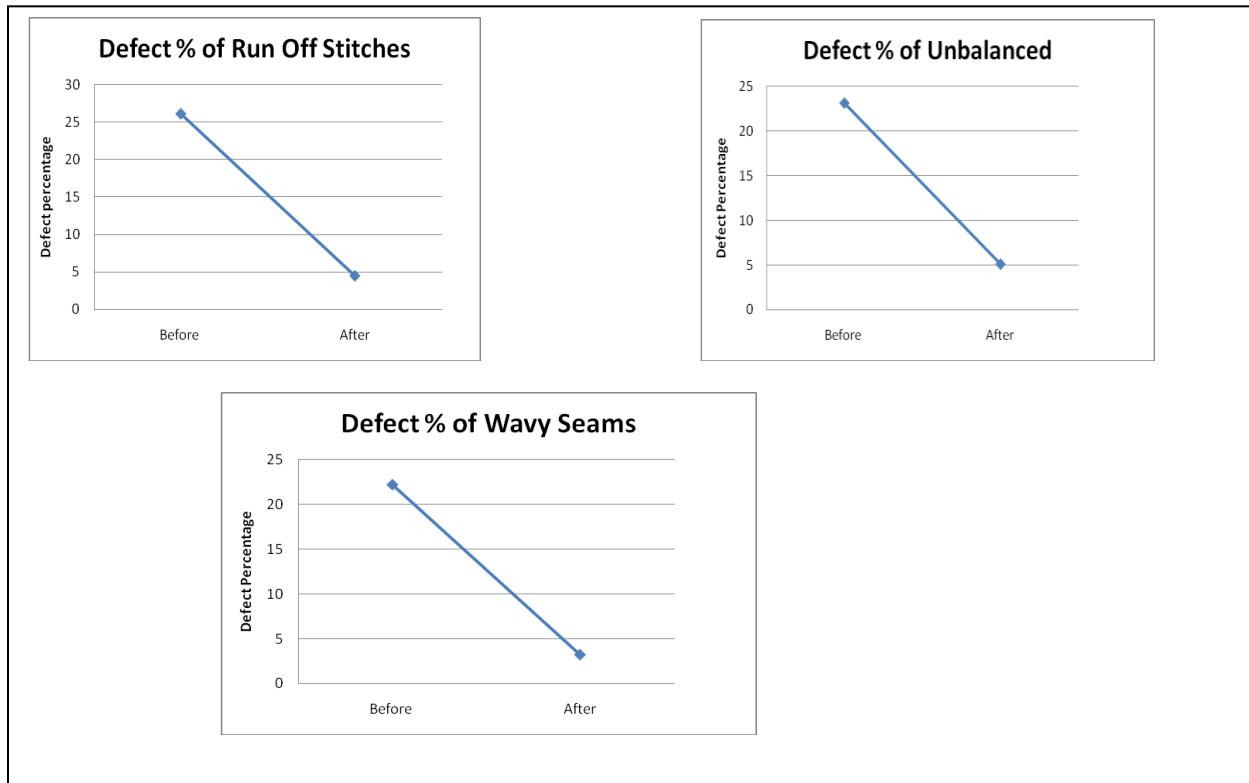 Defect % of Run Off Stitches
30
25
20
15
10
5
0
Defect percentage
Before After
Defect % of Unbalanced
25
20
15
10
5
0
Defect Percentage
Before After
Defect % of Wavy Seams
25
20
15
10
5
0
Defect Percentage
Before After